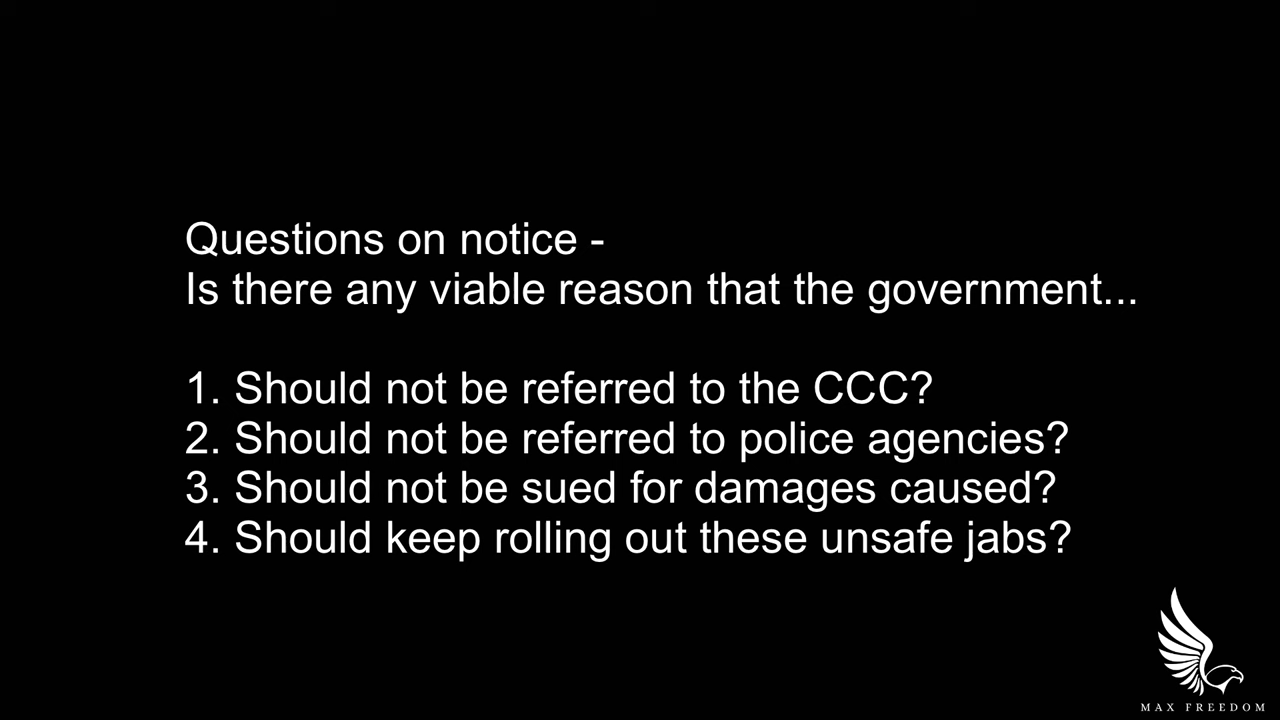 Questions on notice -
Is there any viable reason that the government...
1. Should not be referred to the CCC?
2. Should not be referred to police agencies?
3. Should not be sued for damages caused?
4. Should keep rolling out these unsafe jabs?
MAX FREEDOM